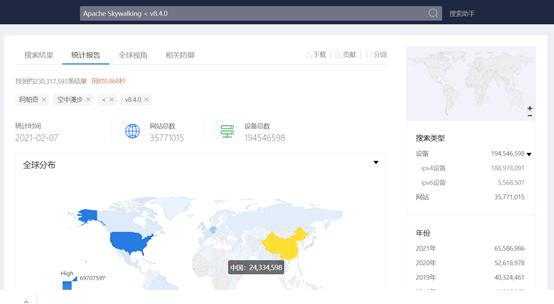 Apache Skywalking < v8.4.0
搜索助手
搜索结果 统计报告 全球视角 相关防御
下载 贡献 分词
找到约230,317,597条结果 用时0.868秒
阿帕奇 × 空中漫步 × < × v8.4.0 ×
统计时间
2021-02-07
网站总数
35771015
设备总数
194546598
全球分布
中国：24,334,598
High
69707597
搜索类型
设备 194,546,598
ipv4设备 188,978,091
ipv6设备 5,568,507
网站 35,771,015
年份
2021年 65,586,986
2020年 52,618,978
2019年 40,324,461